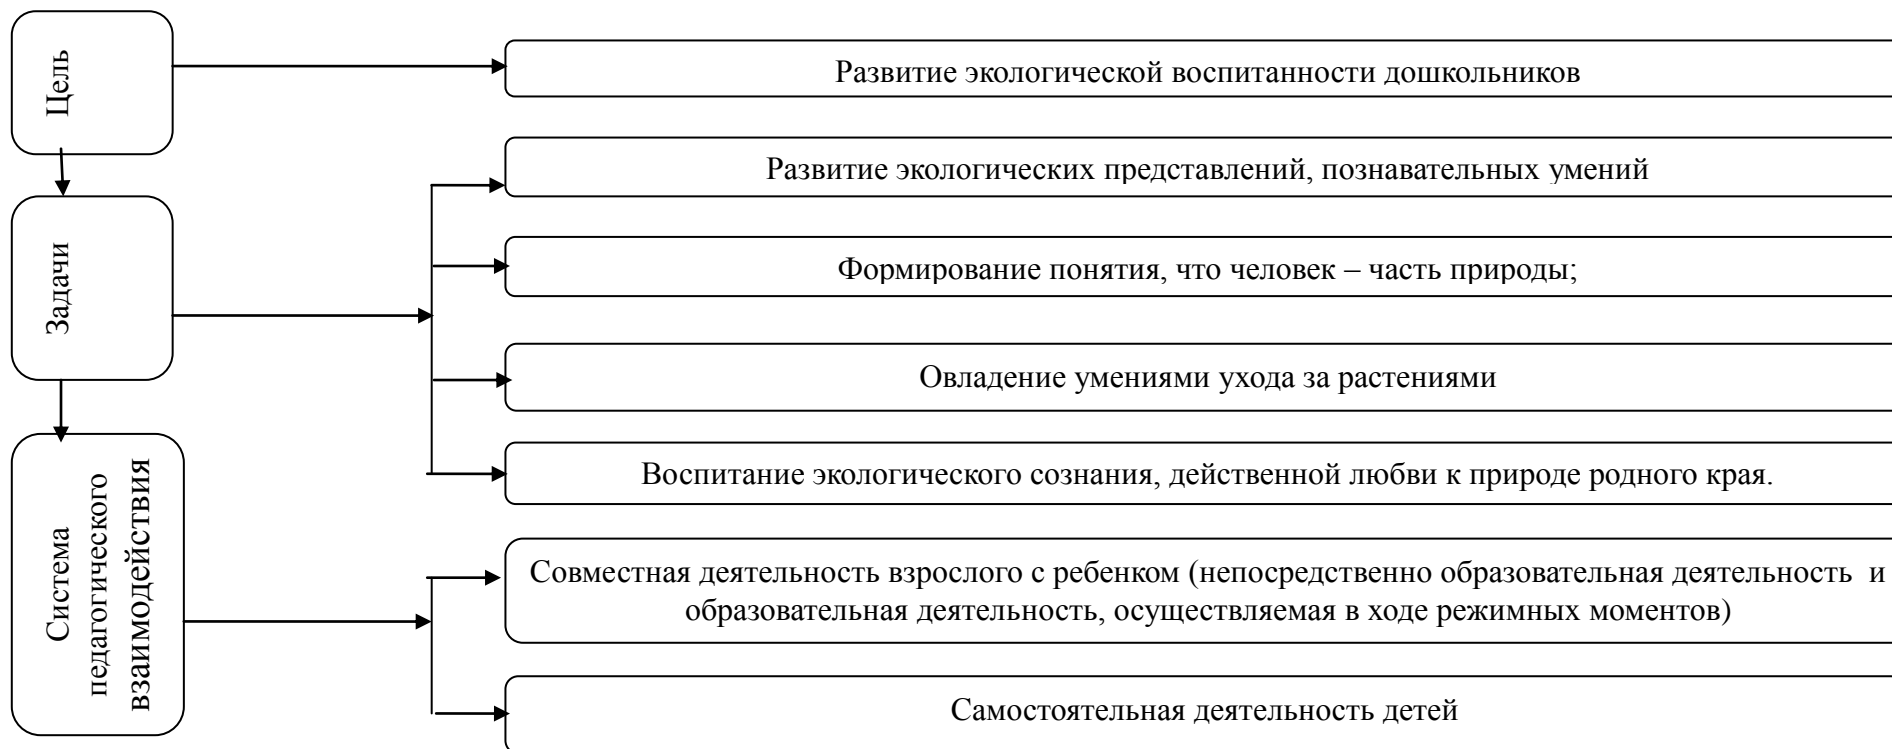 Цель
Развитие экологической воспитанности дошкольников
Задачи
Развитие экологических представлений, познавательных умений
Формирование понятия, что человек – часть природы;
Овладение умениями ухода за растениями
Воспитание экологического сознания, действенной любви к природе родного края.
Система
педагогического
взаимодействия
Совместная деятельность взрослого с ребенком (непосредственно образовательная деятельность и
образовательная деятельность, осуществляемая в ходе режимных моментов)
Самостоятельная деятельность детей